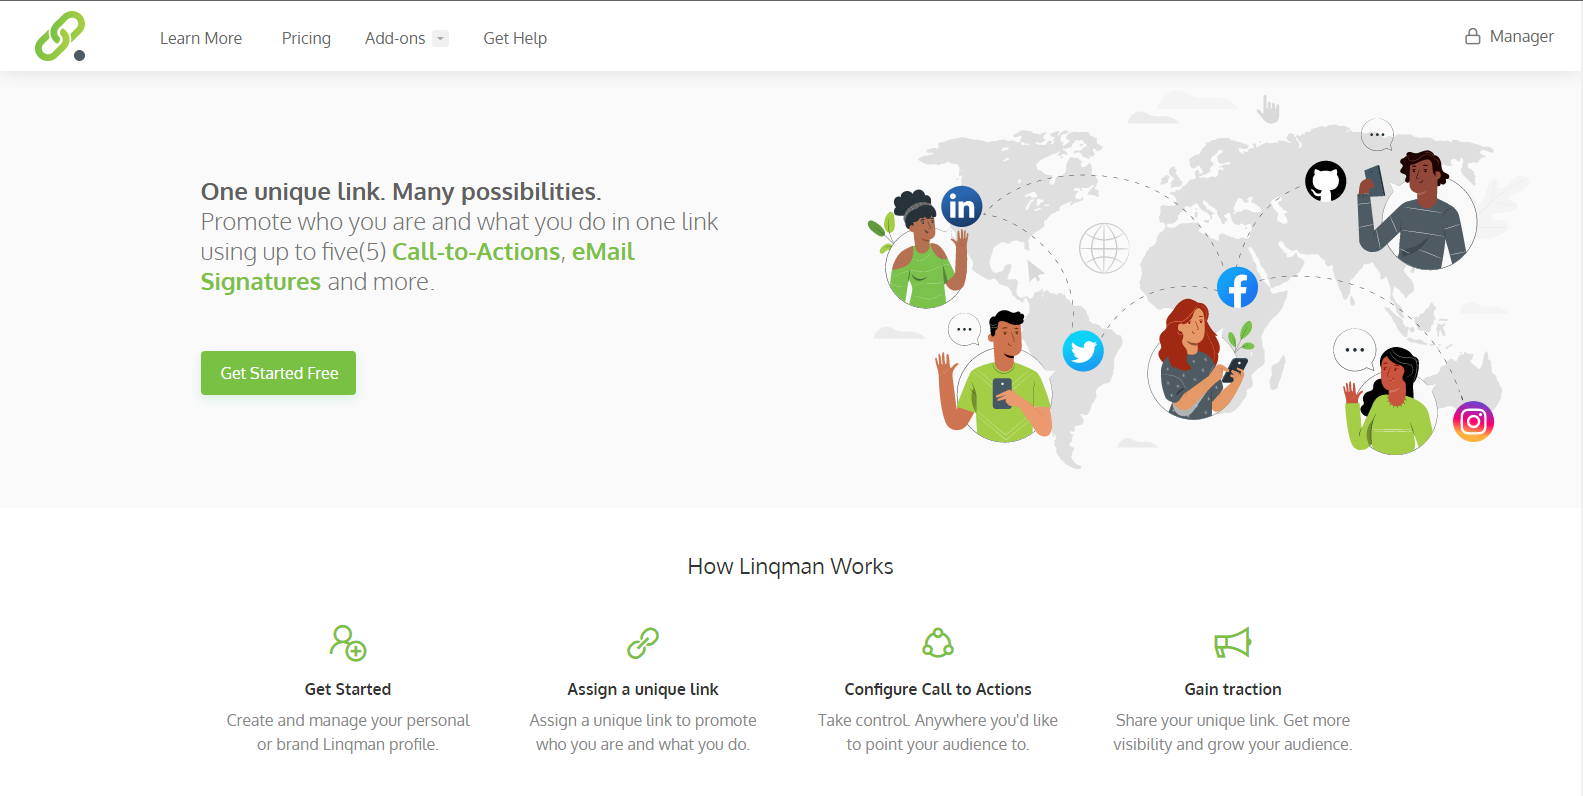 Learn More
Pricing
Add-ons
Get Help
Manager
One unique link. Many possibilities.
Promote who you are and what you do in one link
using up to five(5) Call-to-Actions, eMail
Signatures and more.
Get Started Free
in
How Linqman Works
Get Started
Create and manage your personal
or brand Linqman profile.
Assign a unique link
Assign a unique link to promote
who you are and what you do.
Configure Call to Actions
Take control. Anywhere you'd like
to point your audience to.
Gain traction
Share your unique link. Get more
visibility and grow your audience.